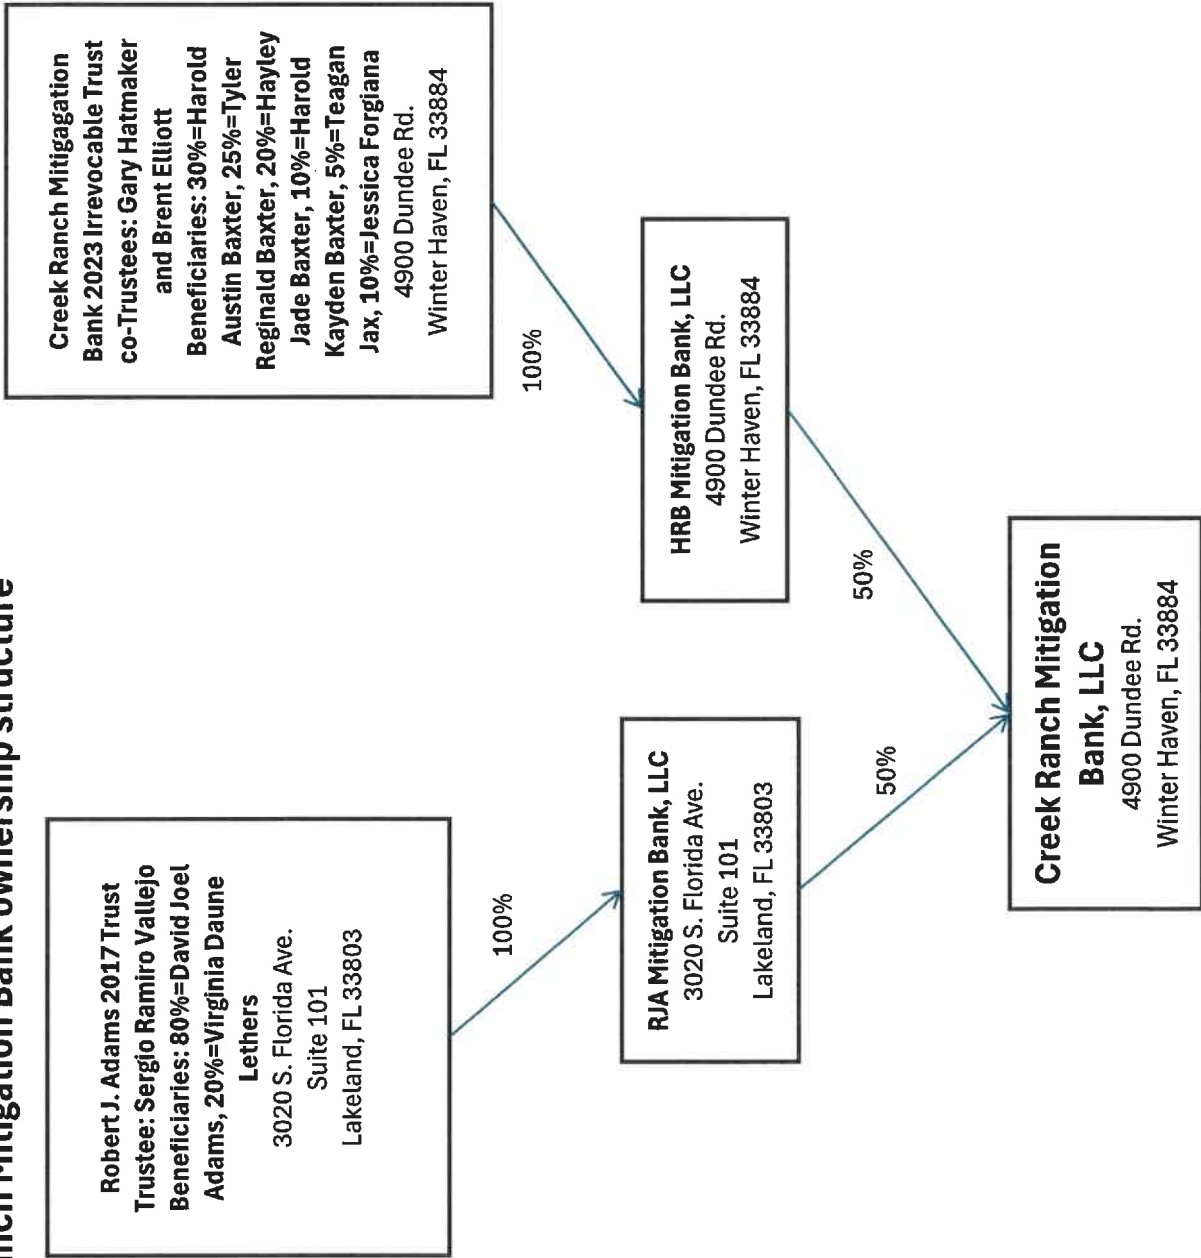 Mitigation Bank ownership structure
Robert J. Adams 2017 Trust
Trustee: Sergio Ramiro Vallejo
Beneficiaries: 80%=David Joel
Adams, 20%=Virginia Daune
Lethers
3020 S. Florida Ave.
Suite 101
Lakeland, FL 33803
Creek Ranch Mitigagation
Bank 2023 Irrevocable Trust
co-Trustees: Gary Hatmaker
and Brent Elliott
Beneficiaries: 30%=Harold
Austin Baxter, 25%=Tyler
Reginald Baxter, 20%=Hayley
Jade Baxter, 10%=Harold
Kayden Baxter, 5%=Teagan
Jax, 10%=Jessica Forgiana
4900 Dundee Rd.
Winter Haven, FL 33884
100%
100%
RJA Mitigation Bank, LLC
3020 S. Florida Ave.
Suite 101
Lakeland, FL 33803
HRB Mitigation Bank, LLC
4900 Dundee Rd.
Winter Haven, FL 33884
50%
50%
Creek Ranch Mitigation
Bank, LLC
4900 Dundee Rd.
Winter Haven, FL 33884